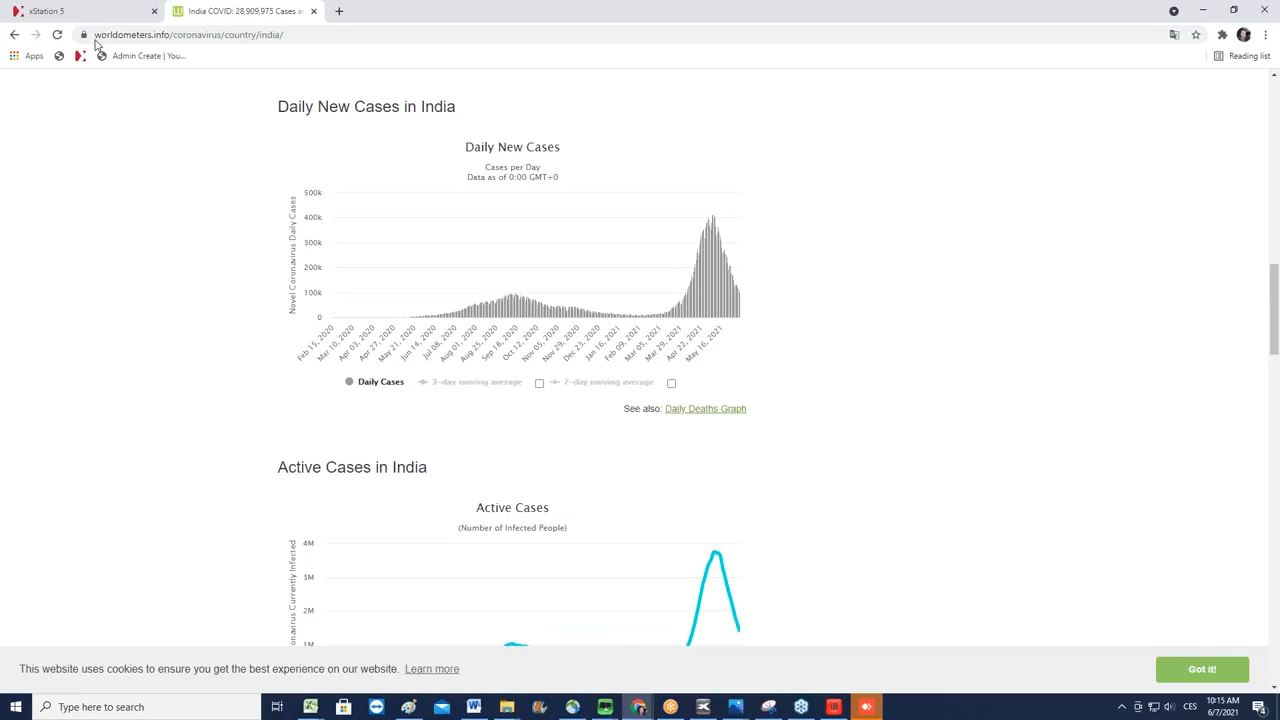 xStation 5
India COVID: 28,909,975 Cases a
worldometers.info/coronavirus/country/india/
Apps
Admin Create | You...
Reading list
Daily New Cases in India
Daily New Cases
Cases per Day
Data as of 0:00 GMT+0
Novel Coronavirus Daily Cases
500k
400k
300k
200k
100k
0
Feb 15, 2020
Mar 10, 2020
Apr 03, 2020
Apr 27, 2020
May 21, 2020
Jun 14, 2020
Jul 08, 2020
Aug 01, 2020
Aug 25, 2020
Sep 18, 2020
Oct 12, 2020
Nov 05, 2020
Nov 29, 2020
Dec 23, 2020
Jan 16, 2021
Feb 09, 2021
Mar 05, 2021
Mar 29, 2021
Apr 22, 2021
May 16, 2021
Daily Cases
3-day moving average
7-day moving average
See also: Daily Deaths Graph
Active Cases in India
Active Cases
(Number of Infected People)
onavirus Currently Infected
4M
3M
2M
1M
This website uses cookies to ensure you get the best experience on our website. Learn more
Got it!
Type here to search
CES
10:15 AM
6/7/2021
4